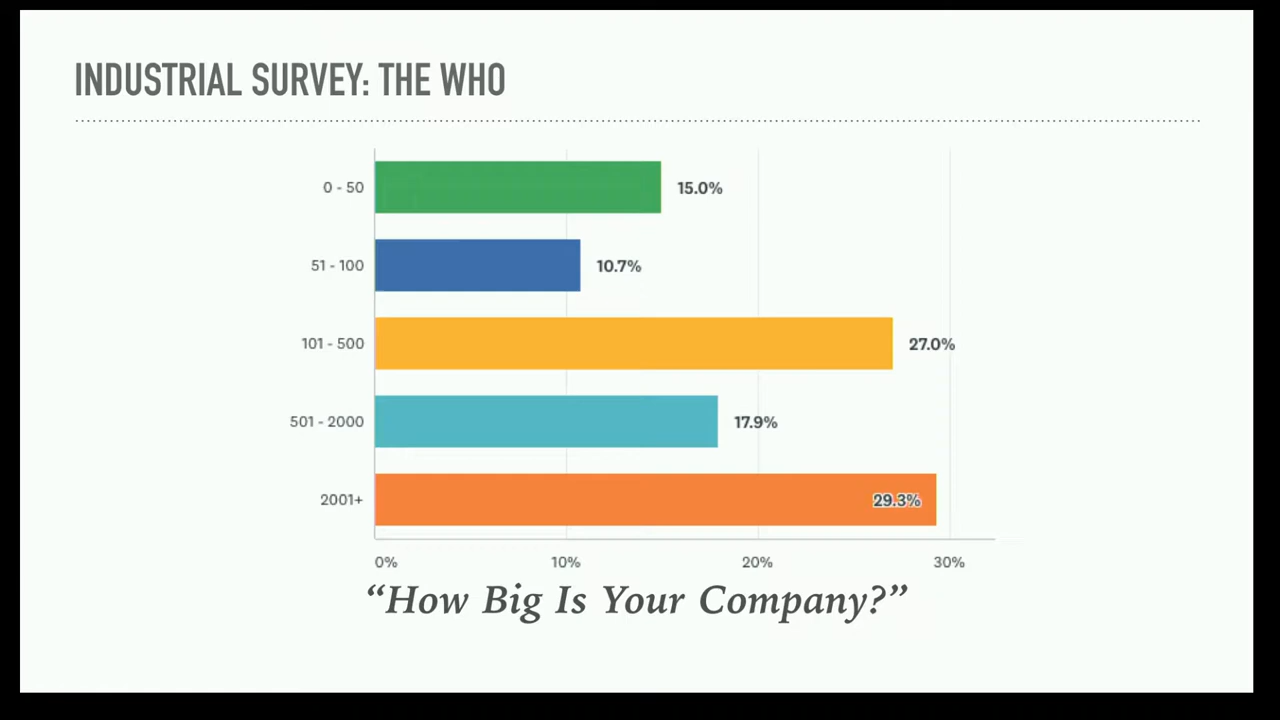 INDUSTRIAL SURVEY: THE WHO
0 - 50
15.0%
51 - 100
10.7%
101 - 500
27.0%
501 - 2000
17.9%
2001+
29.3%
0% 10% 20% 30%
“How Big Is Your Company?”